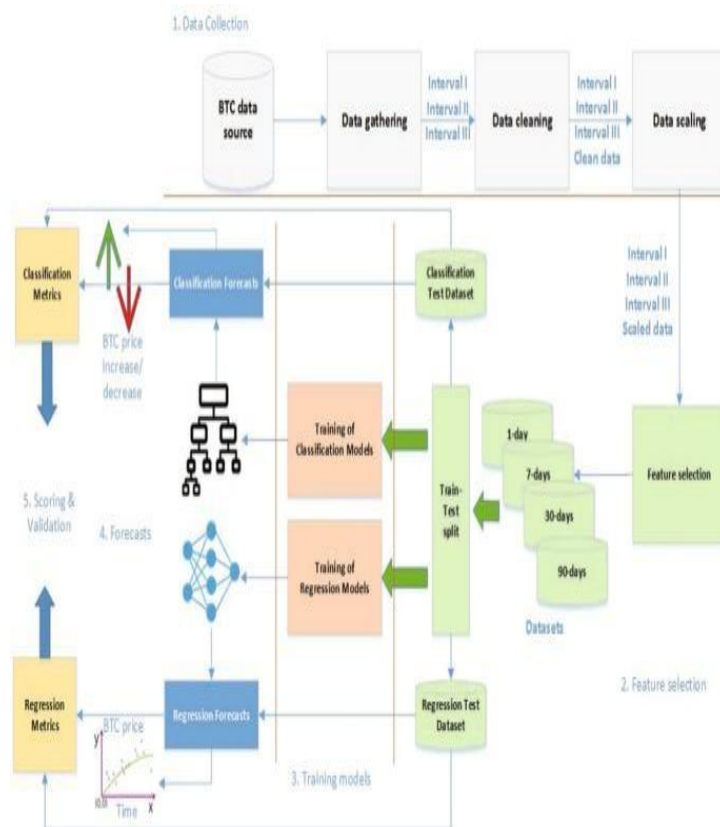 1. Data Collection
BTC data
source
Data gathering
Interval I
Interval II
Interval III
Data cleaning
Interval I
Interval II
Interval III
Clean data
Data scaling
Classification
Metrics
Classification Forecasts
Classification
Test Dataset
Interval I
Interval II
Interval III
Scaled data
BTC price
Increase/
decrease
Training of
Classification Models
Train-
Test
split
1-day
7-days
30-days
90-days
Feature selection
5. Scoring &
Validation
4. Forecasts
Training of
Regression Models
Datasets
2. Feature selection
Regression
Metrics
Regression Forecasts
Regression Test
Dataset
BTC price
y
x
Time
3. Training models